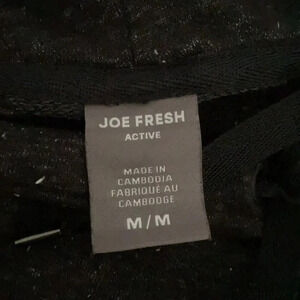 JOE FRESH
ACTIVE
MADE IN
CAMBODIA
FABRIQUÉ AU
CAMBODGE
M / M